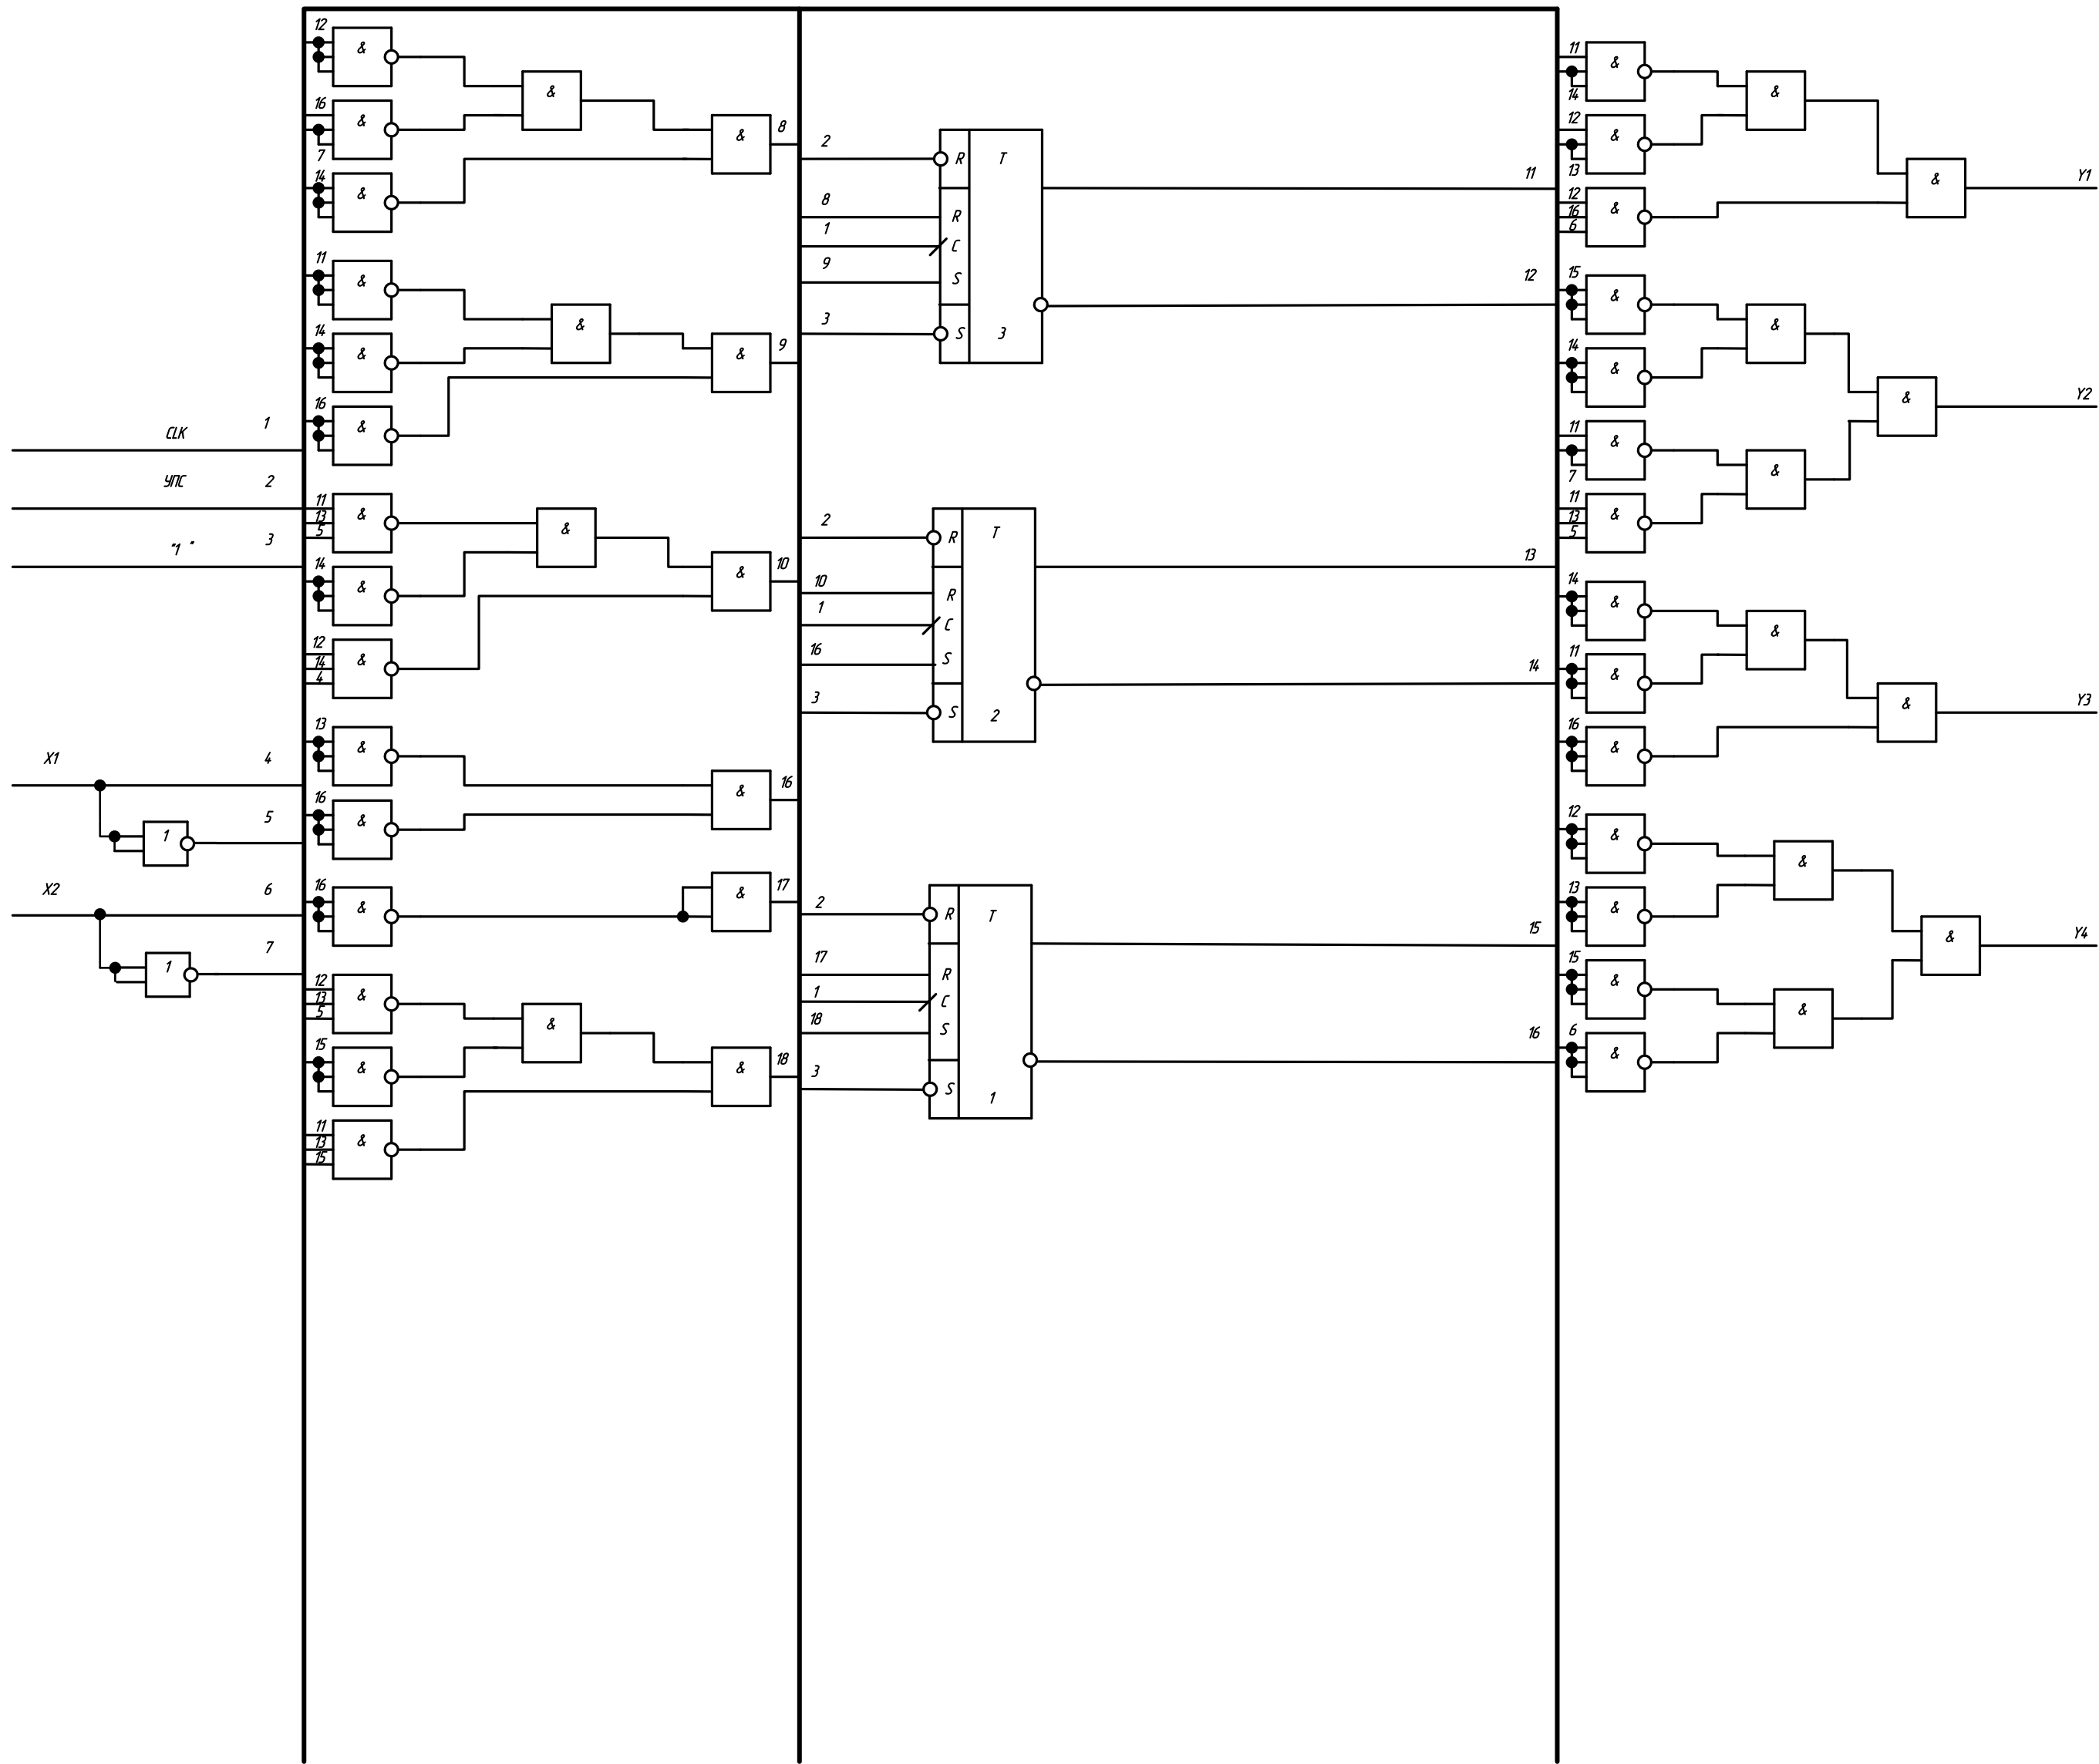 CLK 1
УПС 2
"1" 3
X1 4
1 5
X2 6
1 7
12 &
16 & &
7 & 8
14 &
11 &
14 & &
& 9
16 &
11 &
13 &
5
14 & & 10
12 &
14
4
13 &
& 16
16 &
16 & & 17
12 &
13 &
5
15 & & 18
11 &
13
15
2 R T
8 R
1 C
9 S
3 S 3
11
12
2 R T
10 R
1 C
16 S
3 S 2
13
14
2 R T
17 R
1 C
18 S
3 S 1
15
16
11 &
14 &
12 &
13 & Y1
12 &
16
6
15 &
&
14 &
& Y2
11 &
7 &
11 &
13
5
14 &
&
11 &
& Y3
16 &
12 &
&
13 &
& Y4
15 &
&
6 &